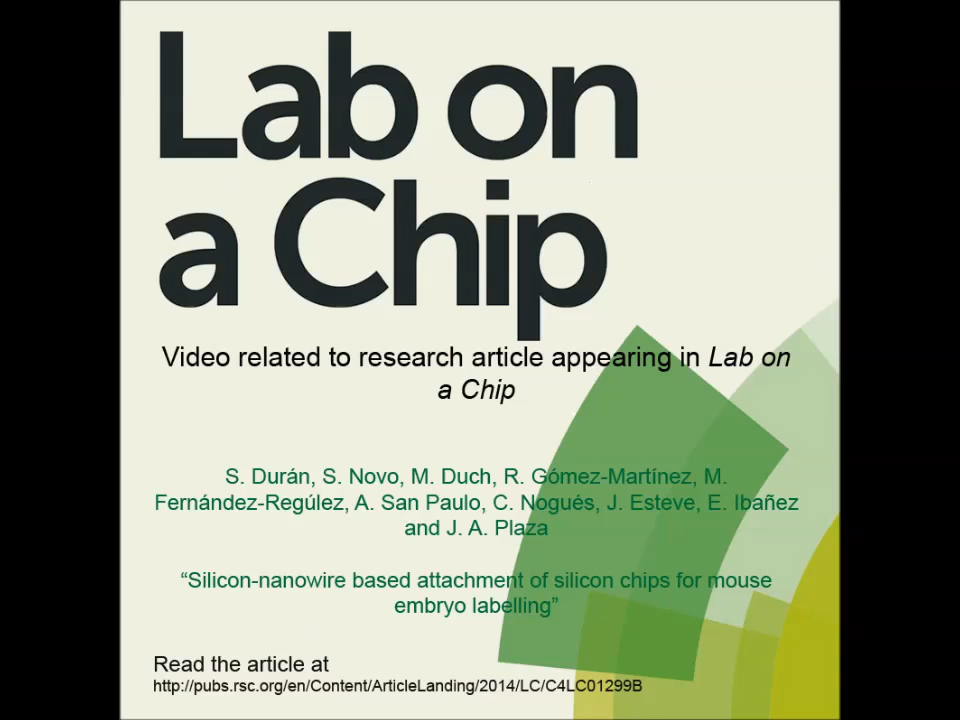 Lab on
a Chip
Video related to research article appearing in Lab on
a Chip
S. Durán, S. Novo, M. Duch, R. Gómez-Martínez, M.
Fernández-Regúlez, A. San Paulo, C. Nogués, J. Esteve, E. Ibañez
and J. A. Plaza
“Silicon-nanowire based attachment of silicon chips for mouse
embryo labelling”
Read the article at
http://pubs.rsc.org/en/Content/ArticleLanding/2014/LC/C4LC01299B